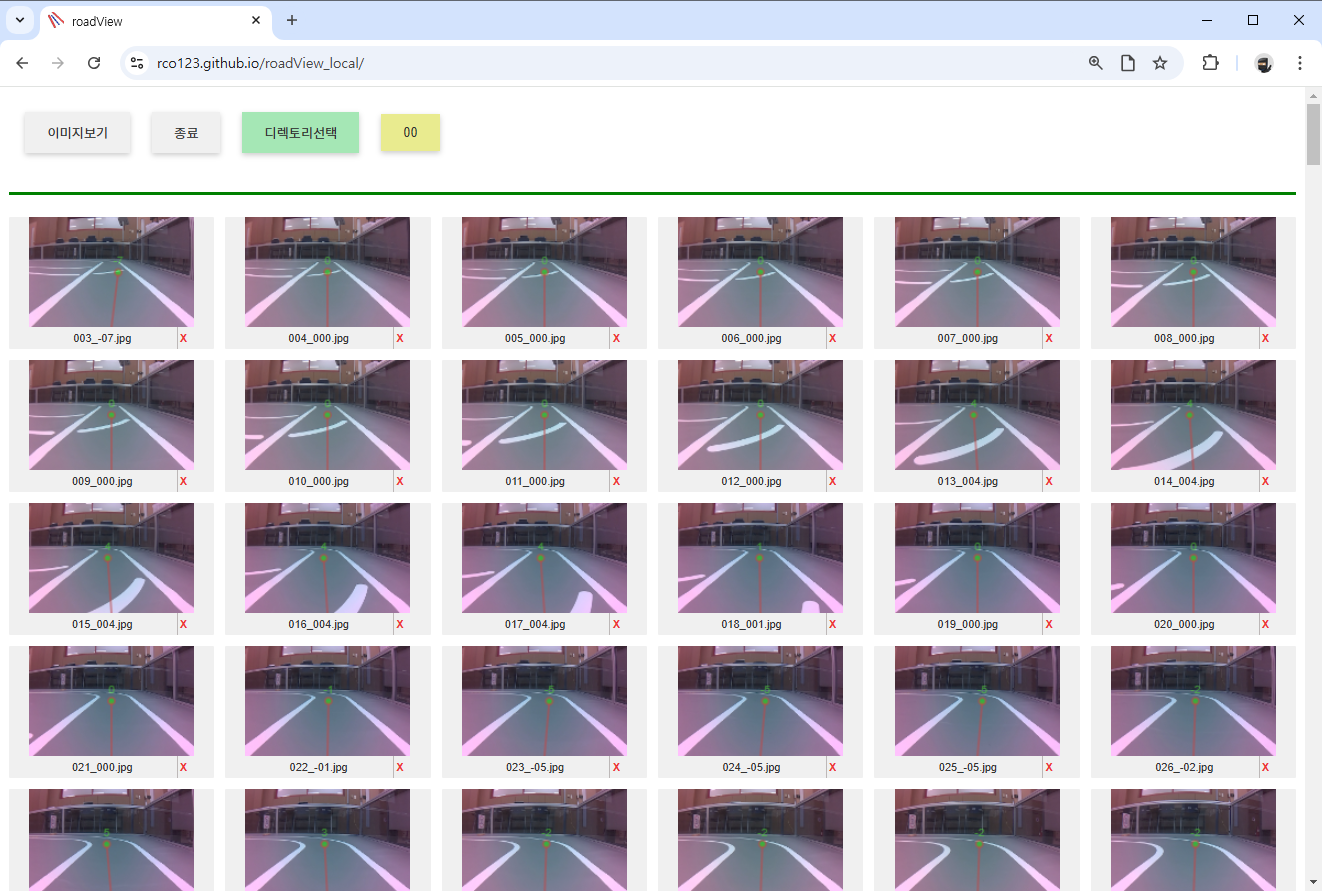 roadView
rco123.github.io/roadView_local/
이미지보기 종료 디렉토리선택 00
003_-07.jpg X 004_000.jpg X 005_000.jpg X 006_000.jpg X 007_000.jpg X 008_000.jpg X
009_000.jpg X 010_000.jpg X 011_000.jpg X 012_000.jpg X 013_004.jpg X 014_004.jpg X
015_004.jpg X 016_004.jpg X 017_004.jpg X 018_001.jpg X 019_000.jpg X 020_000.jpg X
021_000.jpg X 022_-01.jpg X 023_-05.jpg X 024_-05.jpg X 025_-05.jpg X 026_-02.jpg X